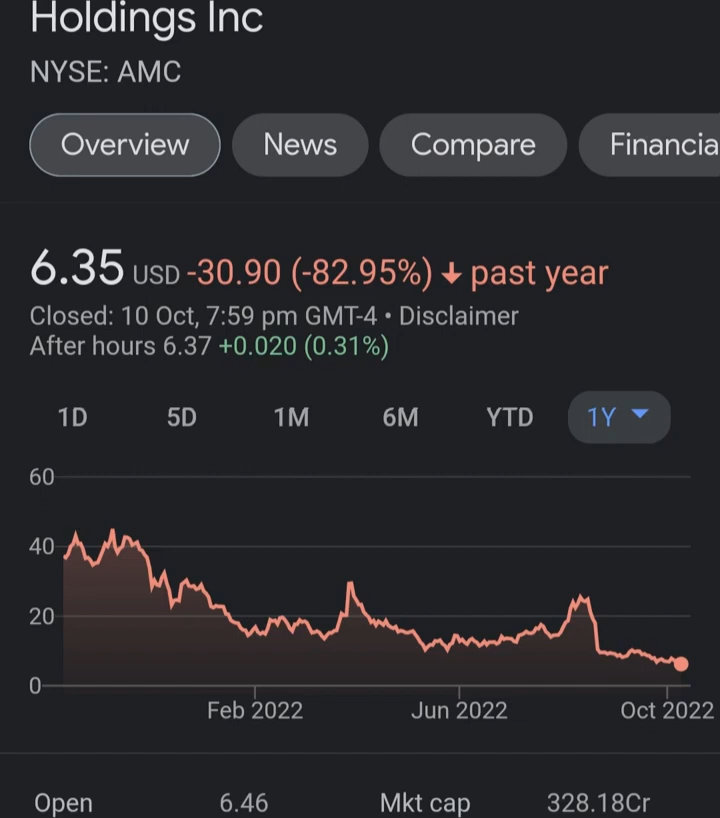 Holdings Inc
NYSE: AMC
Overview News Compare Financia
6.35 USD -30.90 (-82.95%) ↓ past year
Closed: 10 Oct, 7:59 pm GMT-4 • Disclaimer
After hours 6.37 +0.020 (0.31%)
1D 5D 1M 6M YTD 1Y
60
40
20
0
Feb 2022 Jun 2022 Oct 2022
Open 6.46 Mkt cap 328.18Cr